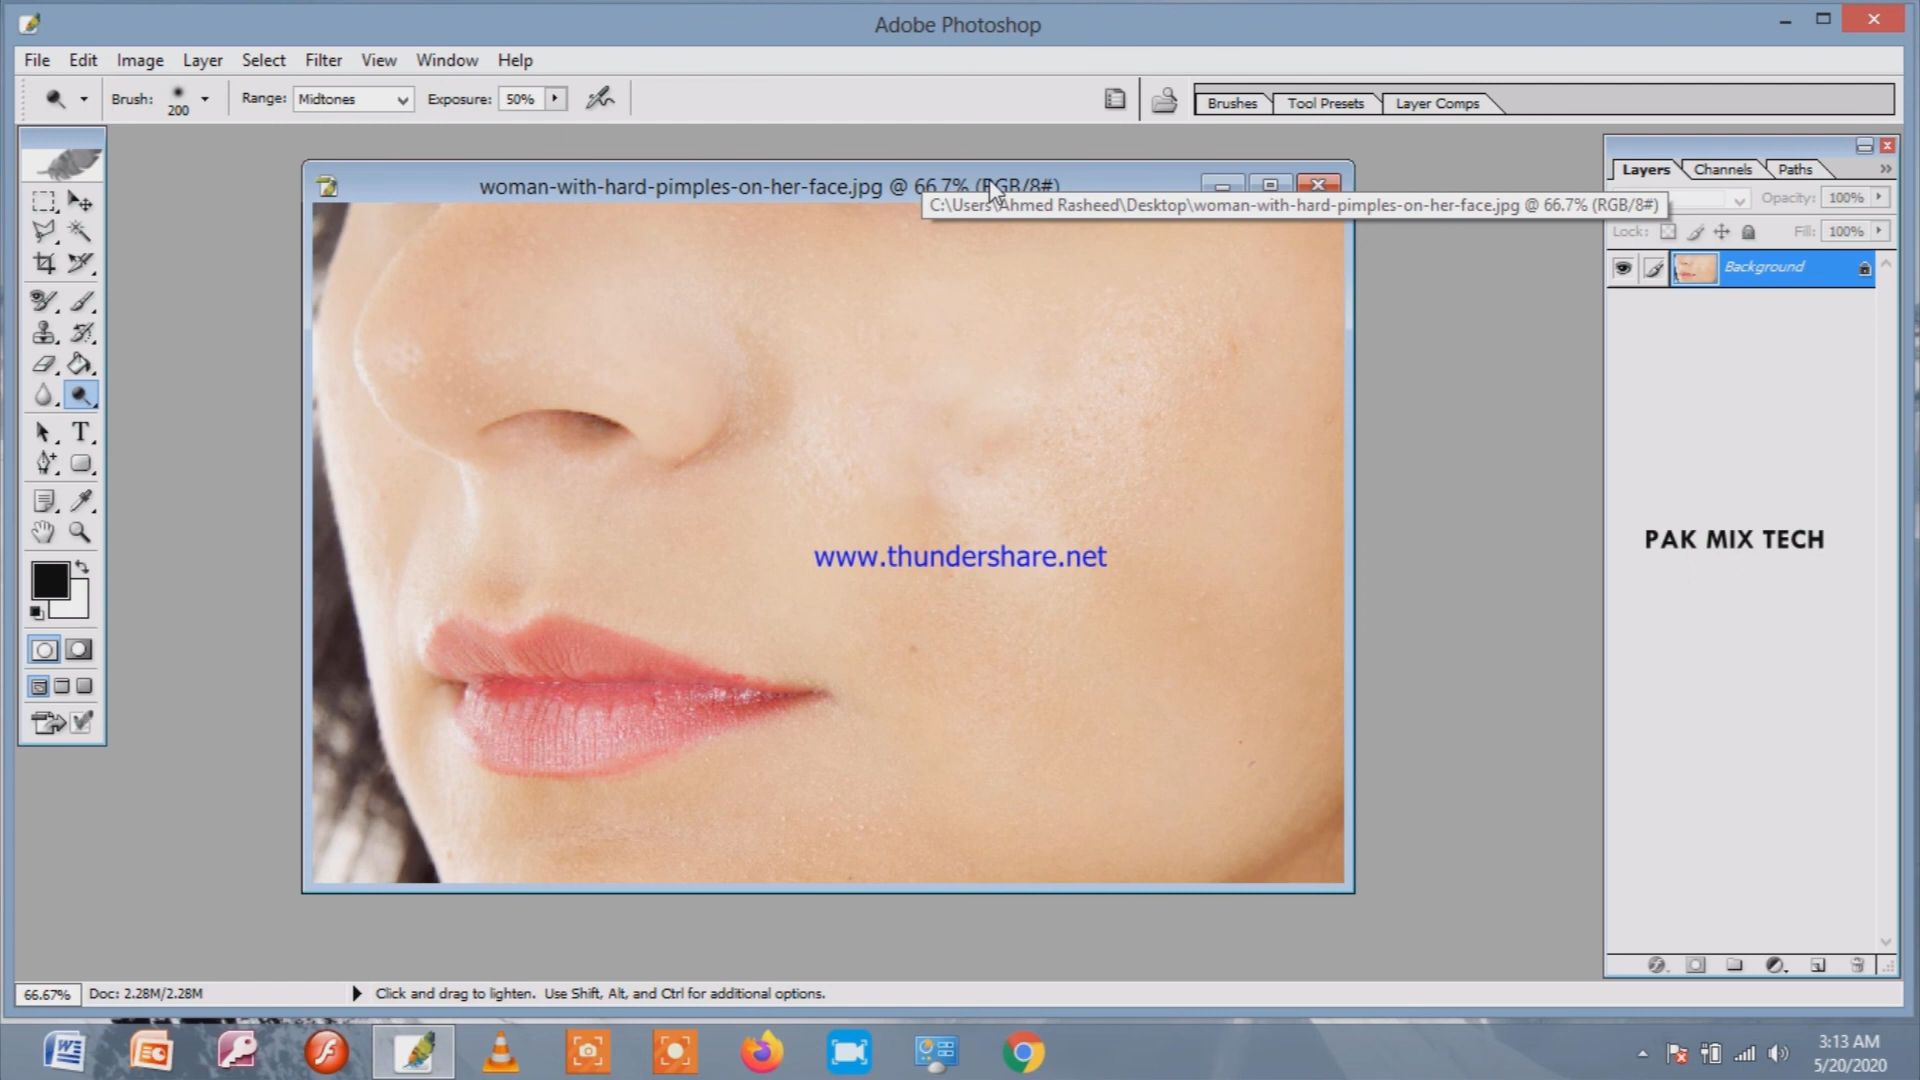 Adobe Photoshop
File Edit Image Layer Select Filter View Window Help
Brush: 200 Range: Midtones Exposure: 50% Brushes Tool Presets Layer Comps
woman-with-hard-pimples-on-her-face.jpg @ 66.7% (RGB/8#)
C:\Users\Ahmed Rasheed\Desktop\woman-with-hard-pimples-on-her-face.jpg @ 66.7% (RGB/8#)
Layers Channels Paths
Opacity: 100%
Lock: Fill: 100%
Background
www.thundershare.net
PAK MIX TECH
66.67% Doc: 2.28M/2.28M Click and drag to lighten. Use Shift, Alt, and Ctrl for additional options.
3:13 AM
5/20/2020